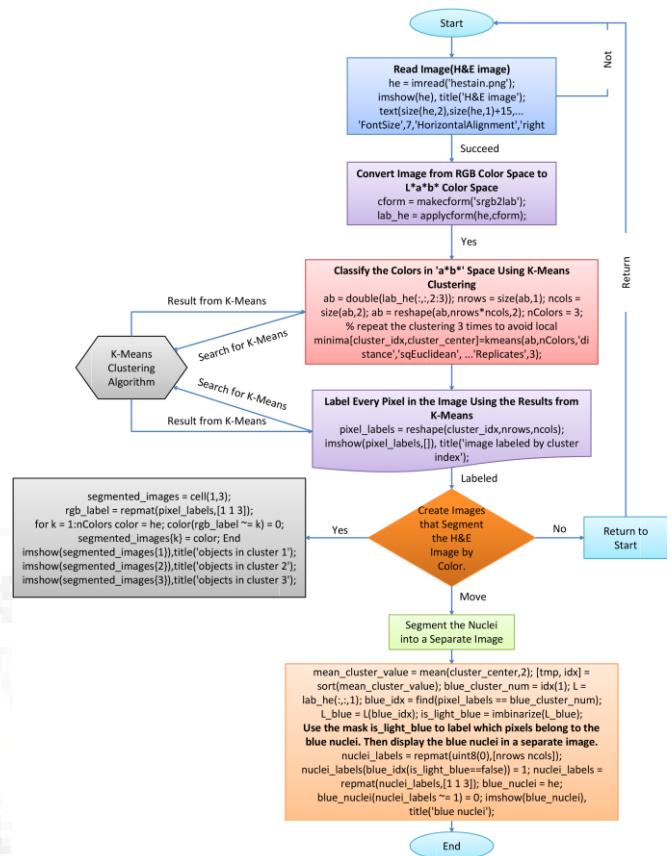 Start
Not
Read Image(H&E image)
he = imread('hestain.png');
imshow(he), title('H&E image');
text(size(he,2),size(he,1)+15,...
'FontSize',7,'HorizontalAlignment','right
Succeed
Convert Image from RGB Color Space to
L*a*b* Color Space
cform = makecform('srgb2lab');
lab_he = applycform(he,cform);
Yes
Return
Classify the Colors in 'a*b*' Space Using K-Means
Clustering
ab = double(lab_he(:,:,2:3)); nrows = size(ab,1); ncols =
size(ab,2); ab = reshape(ab,nrows*ncols,2); nColors = 3;
% repeat the clustering 3 times to avoid local
minima[cluster_idx,cluster_center]=kmeans(ab,nColors,'di
stance','sqEuclidean', ...'Replicates',3);
Result from K-Means
Search for K-Means
K-Means
Clustering
Algorithm
Search for K-Means
Result from K-Means
Label Every Pixel in the Image Using the Results from
K-Means
pixel_labels = reshape(cluster_idx,nrows,ncols);
imshow(pixel_labels,[]), title('image labeled by cluster
index');
Labeled
segmented_images = cell(1,3);
rgb_label = repmat(pixel_labels,[1 1 3]);
for k = 1:nColors color = he; color(rgb_label ~= k) = 0;
segmented_images{k} = color; End
imshow(segmented_images{1}),title('objects in cluster 1');
imshow(segmented_images{2}),title('objects in cluster 2');
imshow(segmented_images{3}),title('objects in cluster 3');
Yes
Create Images
that Segment
the H&E
Image by
Color.
No
Return to
Start
Move
Segment the Nuclei
into a Separate Image
mean_cluster_value = mean(cluster_center,2); [tmp, idx] =
sort(mean_cluster_value); blue_cluster_num = idx(1); L =
lab_he(:,:,1); blue_idx = find(pixel_labels == blue_cluster_num);
L_blue = L(blue_idx); is_light_blue = imbinarize(L_blue);
Use the mask is_light_blue to label which pixels belong to the
blue nuclei. Then display the blue nuclei in a separate image.
nuclei_labels = repmat(uint8(0),[nrows ncols]);
nuclei_labels(blue_idx(is_light_blue==false)) = 1; nuclei_labels =
repmat(nuclei_labels,[1 1 3]); blue_nuclei = he;
blue_nuclei(nuclei_labels ~= 1) = 0; imshow(blue_nuclei),
title('blue nuclei');
End